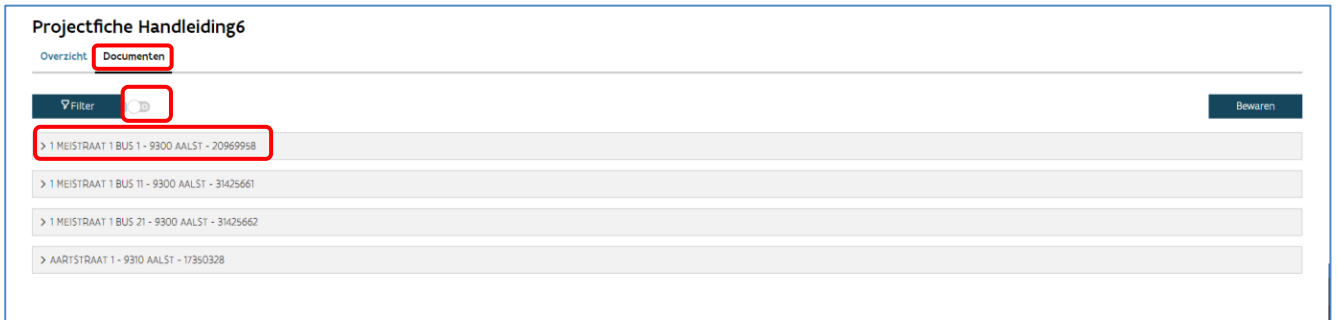 Projectfiche Handleiding6
Overzicht Documenten
Filter Bewaren
> 1 MEISTRAAT 1 BUS 1 - 9300 AALST - 20969958
> 1 MEISTRAAT 1 BUS 11 - 9300 AALST - 31425661
> 1 MEISTRAAT 1 BUS 21 - 9300 AALST - 31425662
> AARTSTRAAT 1 - 9310 AALST - 17350328